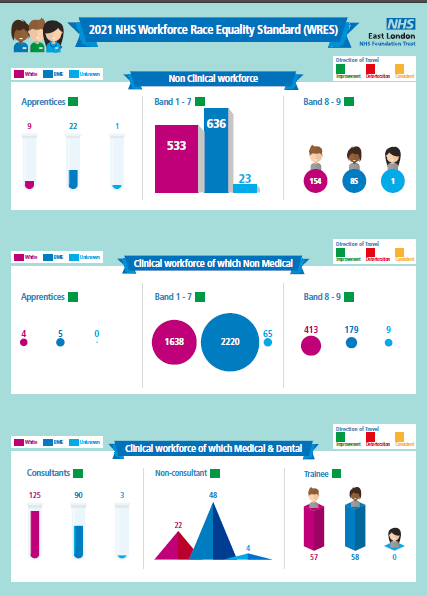 2021 NHS Workforce Race Equality Standard (WRES)
NHS
East London
NHS Foundation Trust
White BME Unknown
Non Clinical workforce
Direction of Travel
Improvement Deterioration Consistent
Apprentices
9 22 1
Band 1 - 7
533 636 23
Band 8 - 9
154 85 1
White BME Unknown
Clinical workforce of which Non Medical
Direction of Travel
Improvement Deterioration Consistent
Apprentices
4 5 0
Band 1 - 7
1638 2220 65
Band 8 - 9
413 179 9
White BME Unknown
Clinical workforce of which Medical & Dental
Direction of Travel
Improvement Deterioration Consistent
Consultants
125 90 3
Non-consultant
22 48 4
Trainee
57 58 0